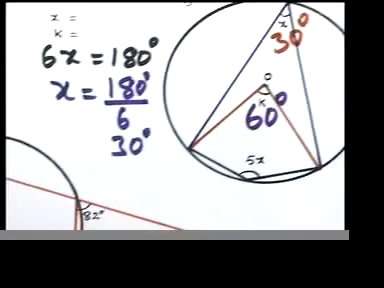 x =
k =
6x = 180°
x = 180°
6
30°
x
30°
O
k
60°
5x
82°